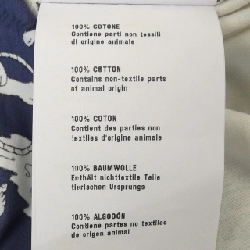 100% COTONE
Contiene parti non tessili
di origine animale
100% COTTON
Contains non-textile parts
of animal origin
100% COTON
Contient des parties non
textiles d'origine animale
100% BAUMWOLLE
Enthält nichttextile Teile
tierischen Ursprungs
100% ALGODÓN
Contiene partes no textiles
de origen animal